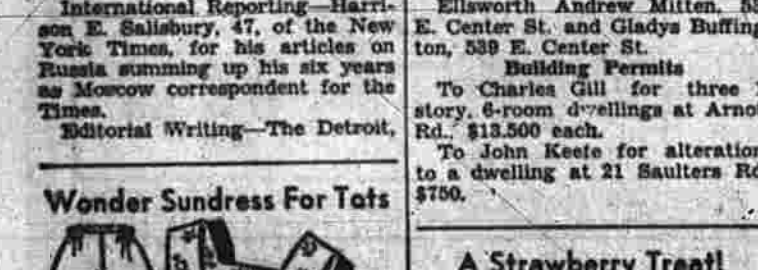 International Reporting—Harri-
son E. Salisbury, 47, of the New
York Times, for his articles on
Russia summing up his six years
as Moscow correspondent for the
Times.
Editorial Writing—The Detroit,
Wonder Sundress For Tots
Ellsworth Andrew Mitten,
E. Center St. and Gladys Buffing
ton, 539 E. Center St.
Building Permits
To Charles Gill for three
story, 6-room dwellings at Arno
Rd., $13.500 each.
To John Keefe for alteration
to a dwelling at 21 Saulters Rd
$750.
A Strawberry Treat!